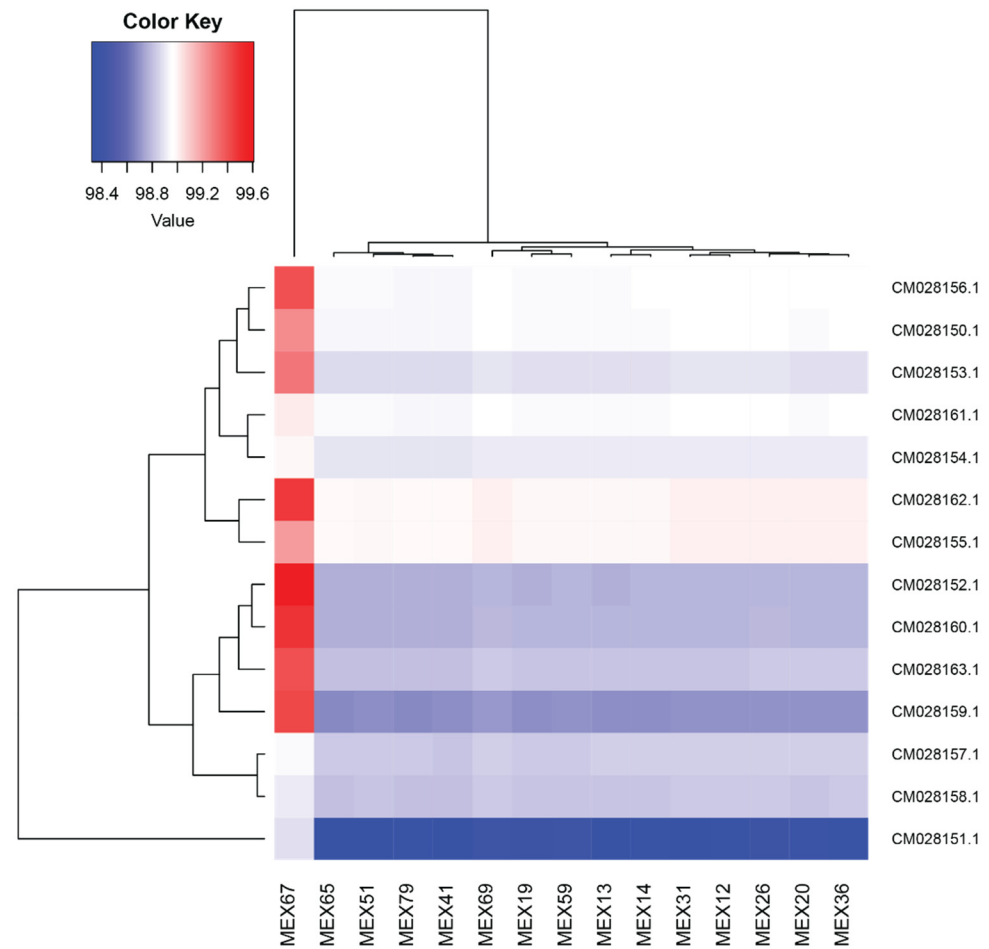 Color Key
98.4 98.8 99.2 99.6
Value
CM028156.1
CM028150.1
CM028153.1
CM028161.1
CM028154.1
CM028162.1
CM028155.1
CM028152.1
CM028160.1
CM028163.1
CM028159.1
CM028157.1
CM028158.1
CM028151.1
MEX67 MEX65 MEX51 MEX79 MEX41 MEX69 MEX19 MEX59 MEX13 MEX14 MEX31 MEX12 MEX26 MEX20 MEX36